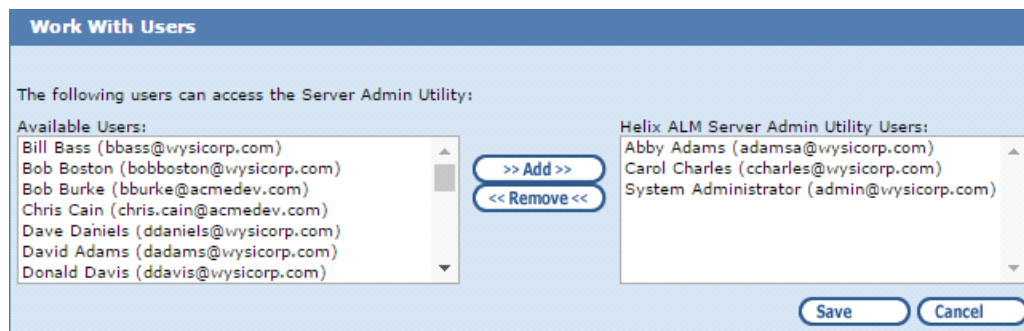 Work With Users
The following users can access the Server Admin Utility:
Available Users:
Bill Bass (bbass@wysicorp.com)
Bob Boston (bobboston@wysicorp.com)
Bob Burke (bburke@acmedev.com)
Chris Cain (chris.cain@acmedev.com)
Dave Daniels (ddaniels@wysicorp.com)
David Adams (dadams@wysicorp.com)
Donald Davis (ddavis@wysicorp.com)
>> Add >>
<< Remove <<
Helix ALM Server Admin Utility Users:
Abby Adams (adamsa@wysicorp.com)
Carol Charles (ccharles@wysicorp.com)
System Administrator (admin@wysicorp.com)
Save
Cancel